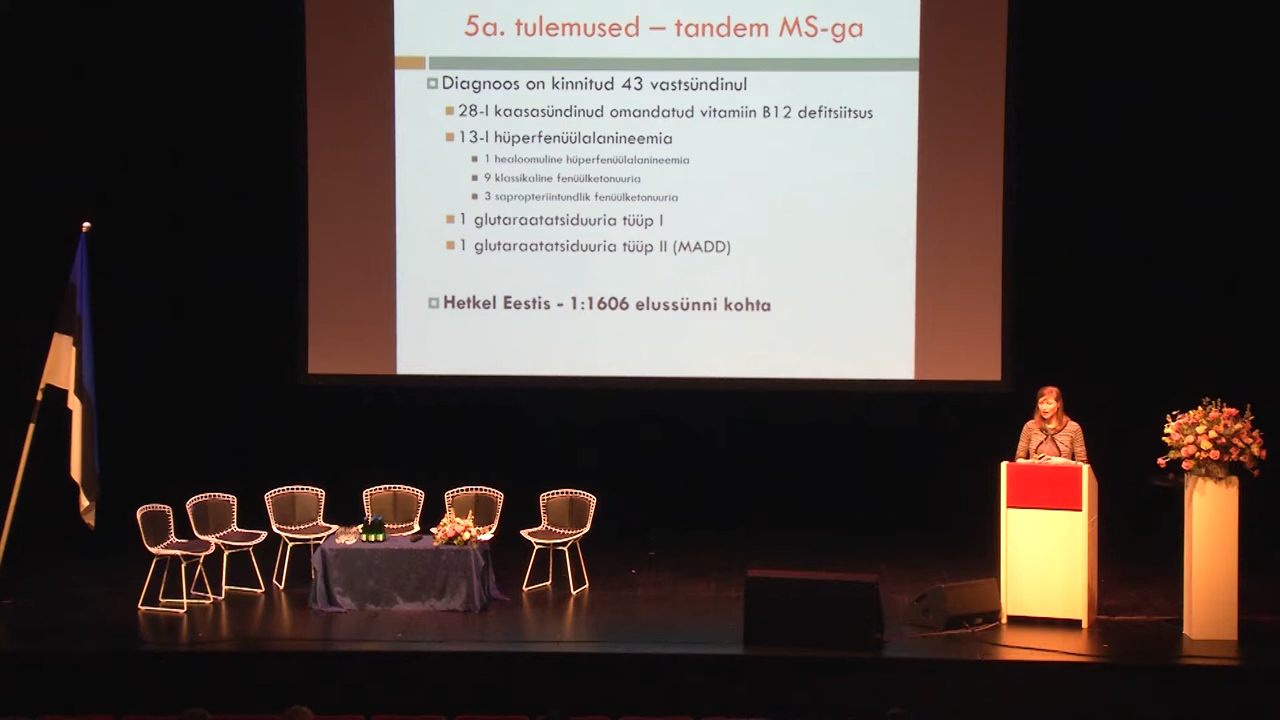 5a. tulemused – tandem MS-ga
Diagnoos on kinnitud 43 vastsündinul
28-l kaasasündinud omandatud vitamiin B12 defitsiitsus
13-l hüperfenüülalanineemia
1 healoomuline hüperfenüülalanineemia
9 klassikaline fenüülketonuuria
3 sapropteriintundlik fenüülketonuuria
1 glutaraatatsiduuria tüüp I
1 glutaraatatsiduuria tüüp II (MADD)
Hetkel Eestis - 1:1606 elussünni kohta